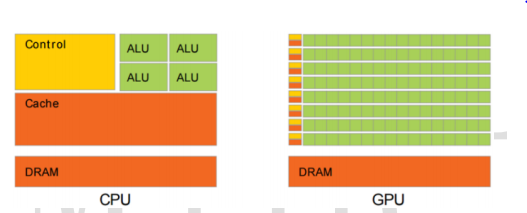 Control
ALU ALU
ALU ALU
Cache
DRAM
CPU
DRAM
GPU